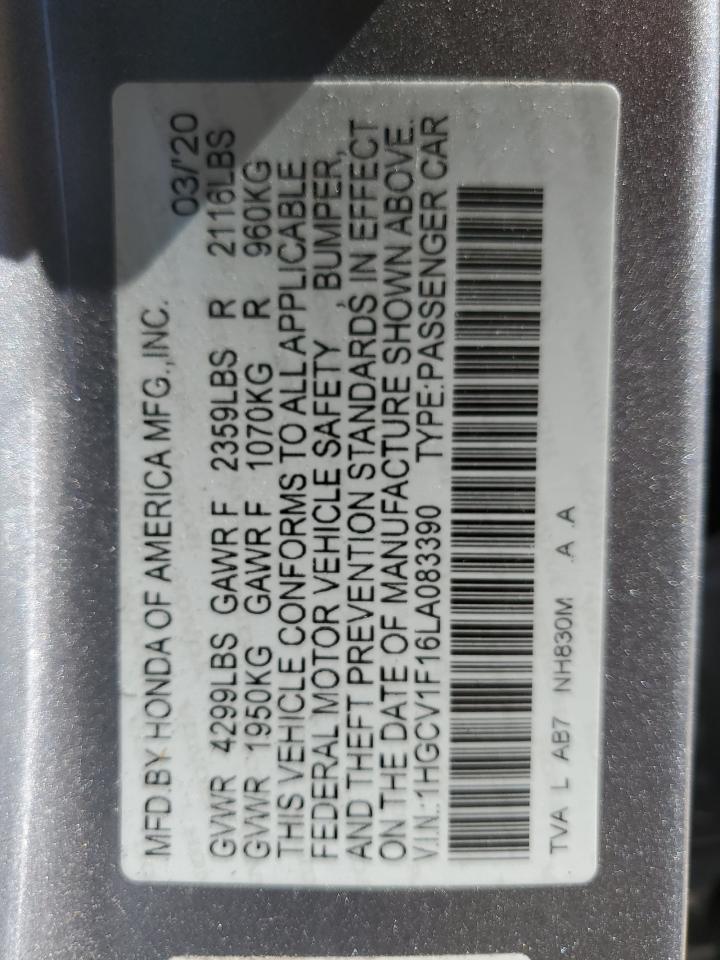 MFD.BY HONDA OF AMERICA MFG.,INC. 03/'20
GVWR 4299LBS GAWR F 2359LBS R 2116LBS
GVWR 1950KG GAWR F 1070KG R 960KG
THIS VEHICLE CONFORMS TO ALL APPLICABLE
FEDERAL MOTOR VEHICLE SAFETY , BUMPER,
AND THEFT PREVENTION STANDARDS IN EFFECT
ON THE DATE OF MANUFACTURE SHOWN ABOVE.
V.I.N.:1HGCV1F16LA083390 TYPE:PASSENGER CAR
TVA L AB7 NH830M .A .A